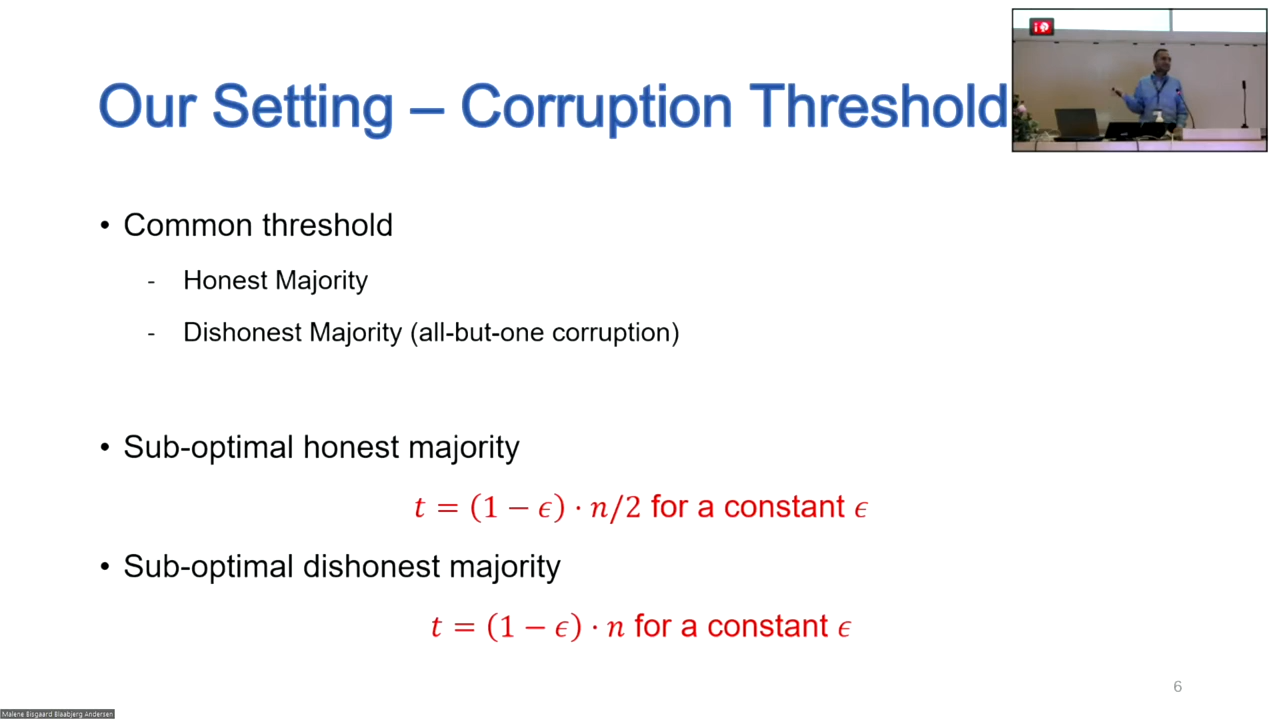 Our Setting – Corruption Threshold
• Common threshold
- Honest Majority
- Dishonest Majority (all-but-one corruption)
• Sub-optimal honest majority
t = (1 − ϵ) · n/2 for a constant ϵ
• Sub-optimal dishonest majority
t = (1 − ϵ) · n for a constant ϵ
6
Malene Eisgaard Blaabjerg Andersen